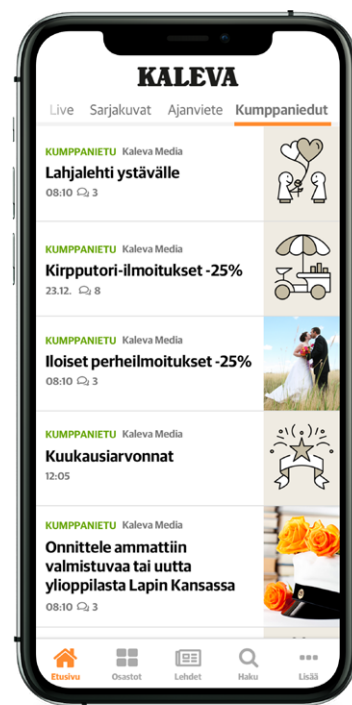 KALEVA
Live Sarjakuvat Ajanviete Kumppaniedut
KUMPPANIETU Kaleva Media
Lahjalehti ystävälle
08:10 3
KUMPPANIETU Kaleva Media
Kirpputori-ilmoitukset -25%
23.12. 8
KUMPPANIETU Kaleva Media
Iloiset perheilmoitukset -25%
08:10 3
KUMPPANIETU Kaleva Media
Kuukausiarvonnat
12:05
KUMPPANIETU Kaleva Media
Onnittele ammattiin
valmistuvaa tai uutta
ylioppilasta Lapin Kansassa
08:10 3
Etusivu Osastot Lehdet Haku Lisää